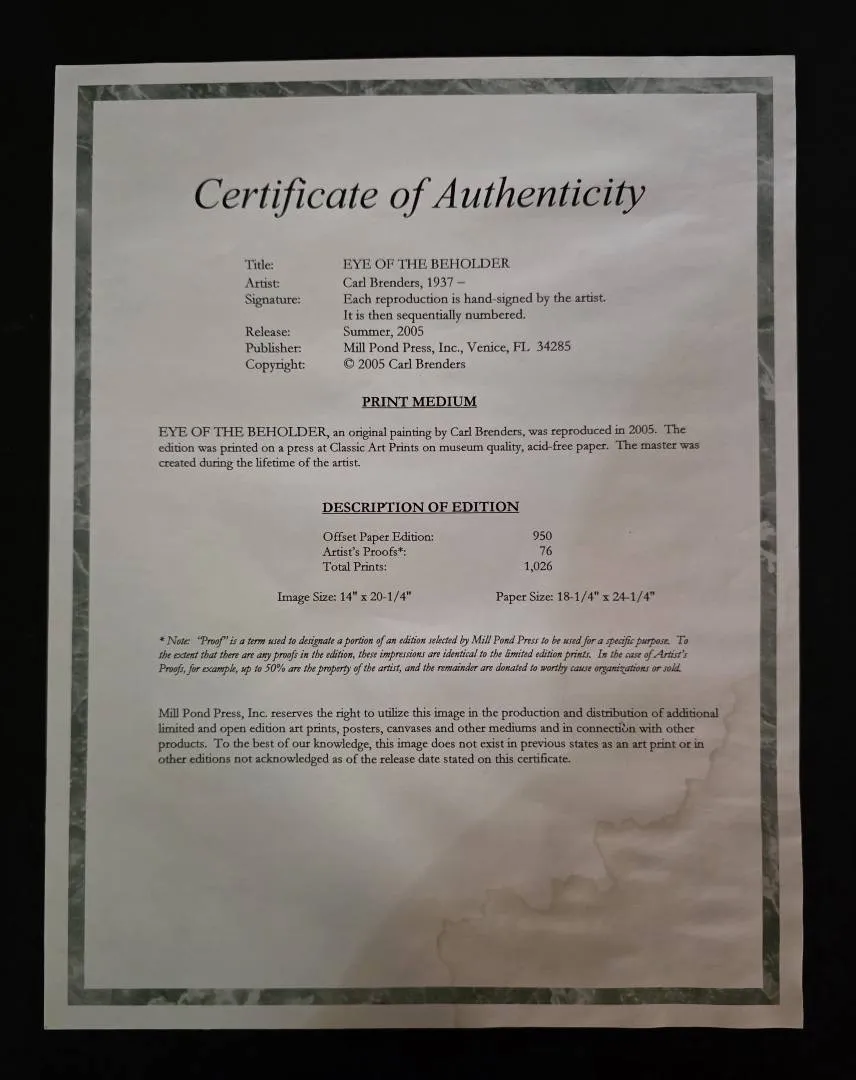 Certificate of Authenticity
Title: EYE OF THE BEHOLDER
Artist: Carl Brenders, 1937 –
Signature: Each reproduction is hand-signed by the artist.
It is then sequentially numbered.
Release: Summer, 2005
Publisher: Mill Pond Press, Inc., Venice, FL 34285
Copyright: © 2005 Carl Brenders
PRINT MEDIUM
EYE OF THE BEHOLDER, an original painting by Carl Brenders, was reproduced in 2005. The
edition was printed on a press at Classic Art Prints on museum quality, acid-free paper. The master was
created during the lifetime of the artist.
DESCRIPTION OF EDITION
Offset Paper Edition: 950
Artist's Proofs*: 76
Total Prints: 1,026
Image Size: 14" x 20-1/4" Paper Size: 18-1/4" x 24-1/4"
* Note: "Proof" is a term used to designate a portion of an edition selected by Mill Pond Press to be used for a specific purpose. To
the extent that there are any proofs in the edition, these impressions are identical to the limited edition prints. In the case of Artist's
Proofs, for example, up to 50% are the property of the artist, and the remainder are donated to worthy cause organizations or sold.
Mill Pond Press, Inc. reserves the right to utilize this image in the production and distribution of additional
limited and open edition art prints, posters, canvases and other mediums and in connection with other
products. To the best of our knowledge, this image does not exist in previous states as an art print or in
other editions not acknowledged as of the release date stated on this certificate.